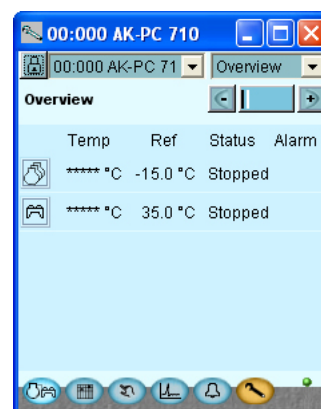 00:000 AK-PC 710
00:000 AK-PC 71 Overview
Overview
Temp Ref Status Alarm
***** °C -15.0 °C Stopped
***** °C 35.0 °C Stopped